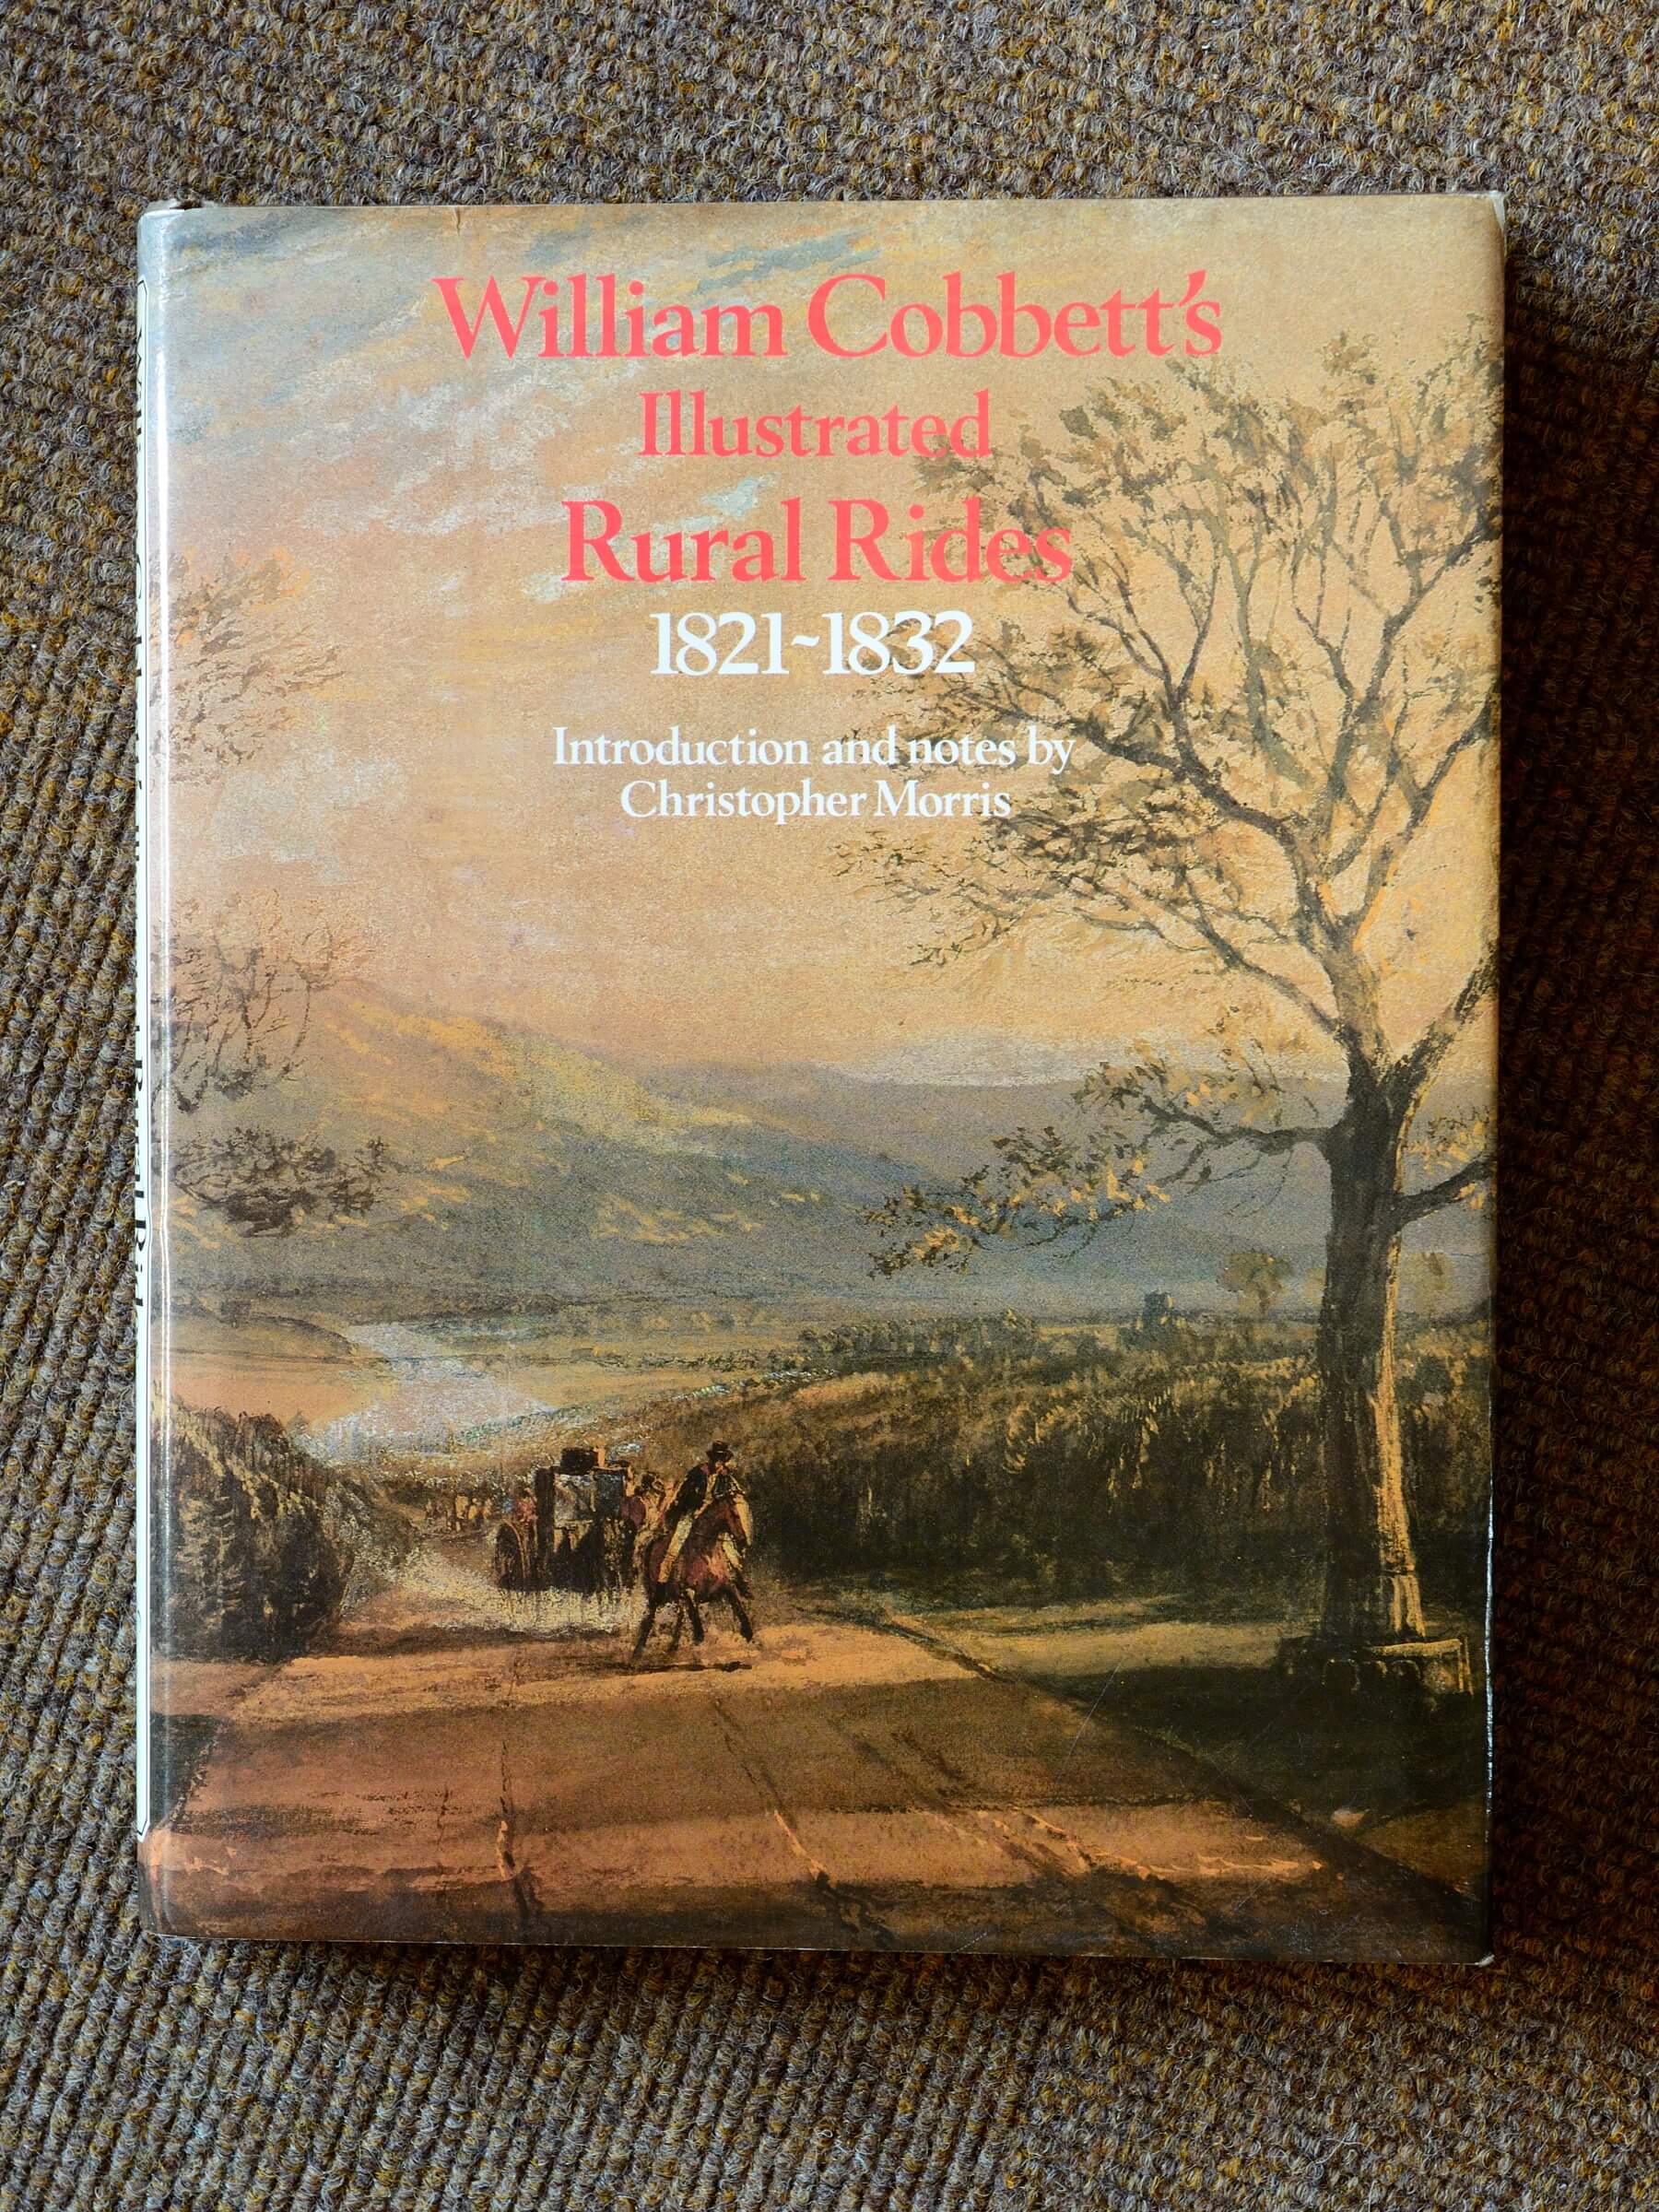 William Cobbett's
Illustrated
Rural Rides
1821~1832
Introduction and notes by
Christopher Morris